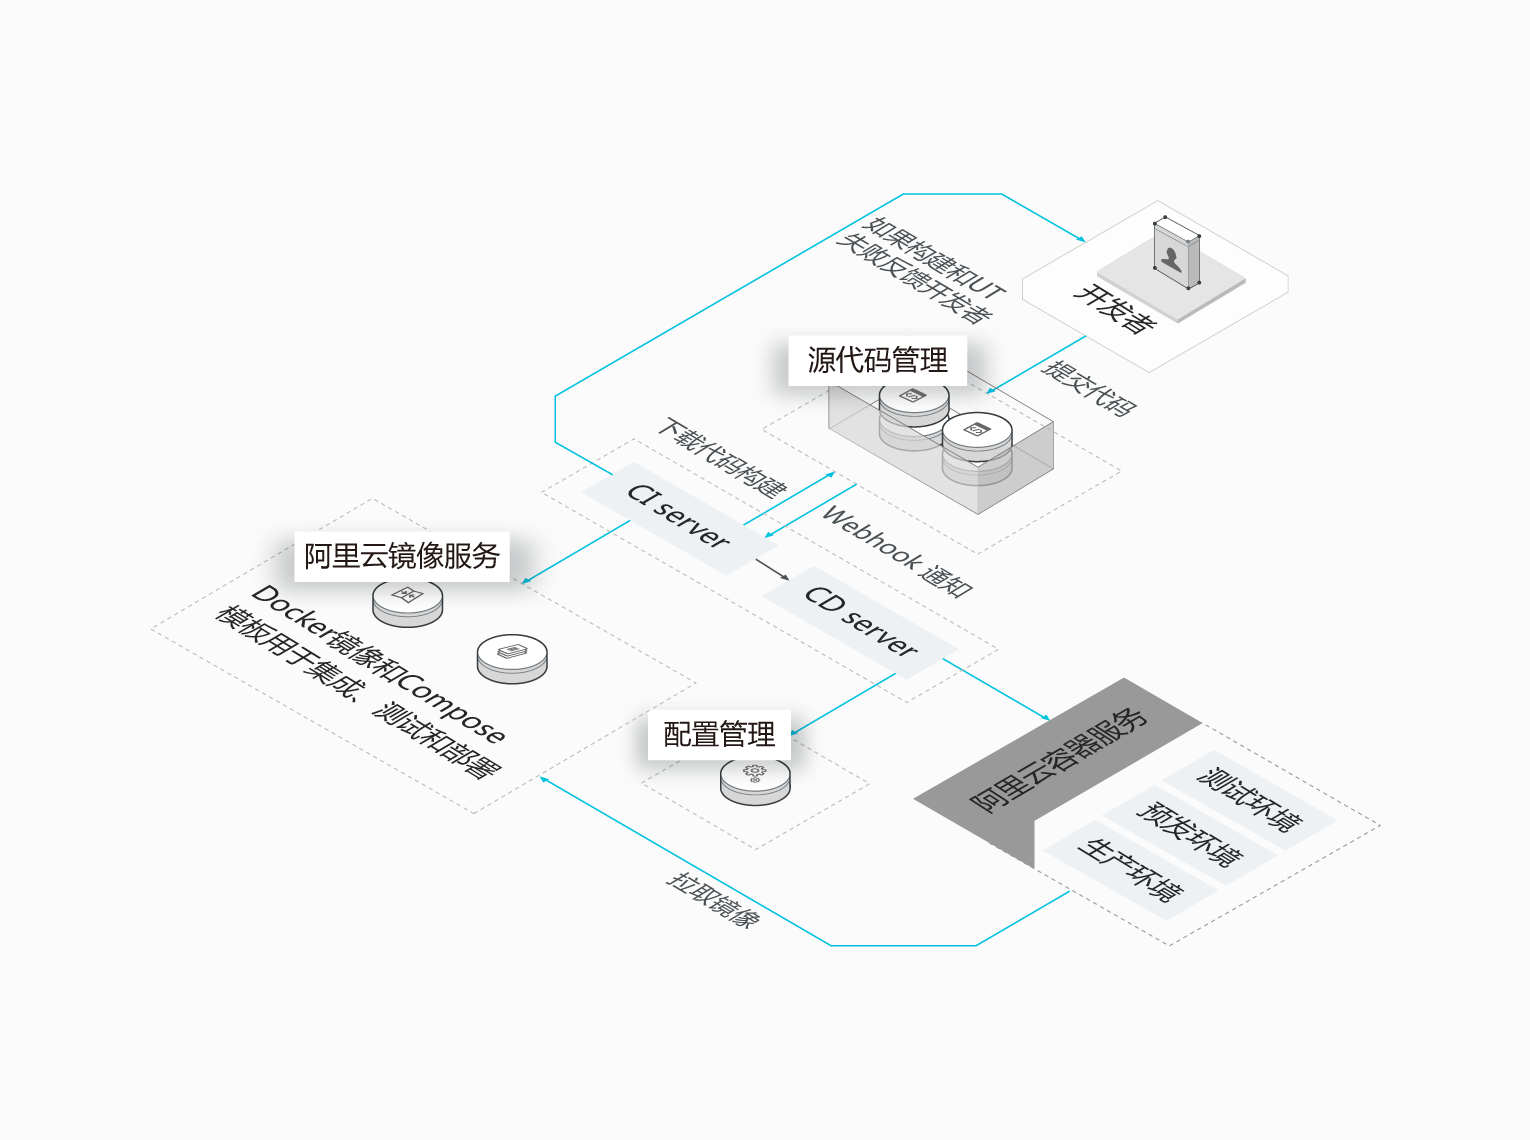 如果构建和UT
失败反馈开发者
开发者
源代码管理
提交代码
下载代码构建
CI server
Webhook 通知
阿里云镜像服务
CD server
Docker镜像和Compose
模板用于集成、测试和部署
配置管理
阿里云容器服务
测试环境
预发环境
生产环境
拉取镜像